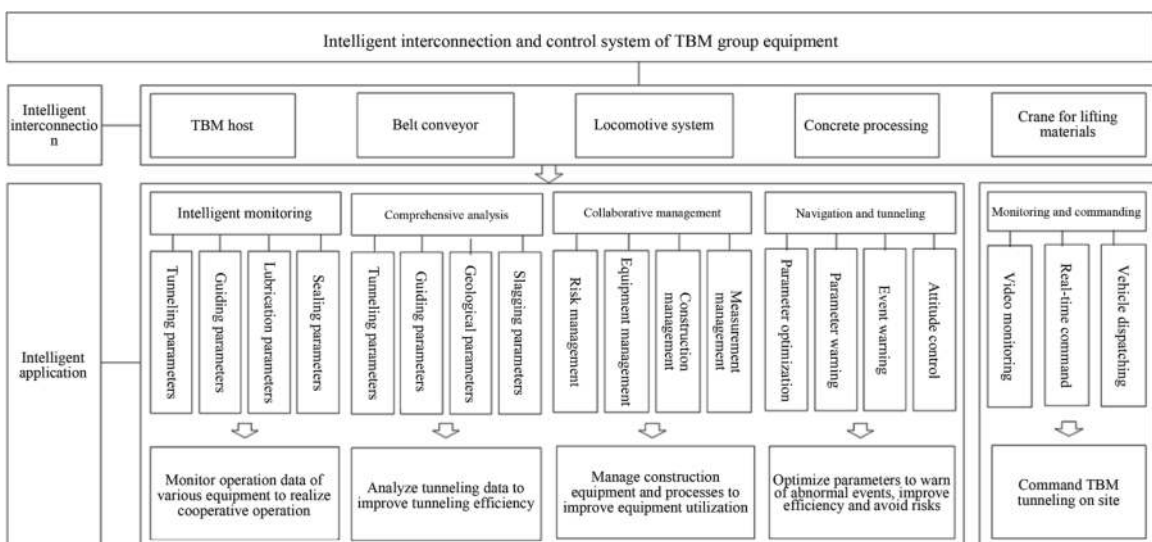 Intelligent interconnection and control system of TBM group equipment
Intelligent
interconnectio
n
TBM host
Belt conveyor
Locomotive system
Concrete processing
Crane for lifting
materials
Intelligent
application
Intelligent monitoring
Tunneling parameters
Guiding parameters
Lubrication parameters
Sealing parameters
Monitor operation data of
various equipment to realize
cooperative operation
Comprehensive analysis
Tunneling parameters
Guiding parameters
Geological parameters
Slagging parameters
Analyze tunneling data to
improve tunneling efficiency
Collaborative management
Risk management
Equipment management
Construction
management
Measurement
management
Manage construction
equipment and processes to
improve equipment utilization
Navigation and tunneling
Parameter optimization
Parameter warning
Event warning
Attitude control
Optimize parameters to warn
of abnormal events, improve
efficiency and avoid risks
Monitoring and commanding
Video monitoring
Real-time command
Vehicle dispatching
Command TBM
tunneling on site